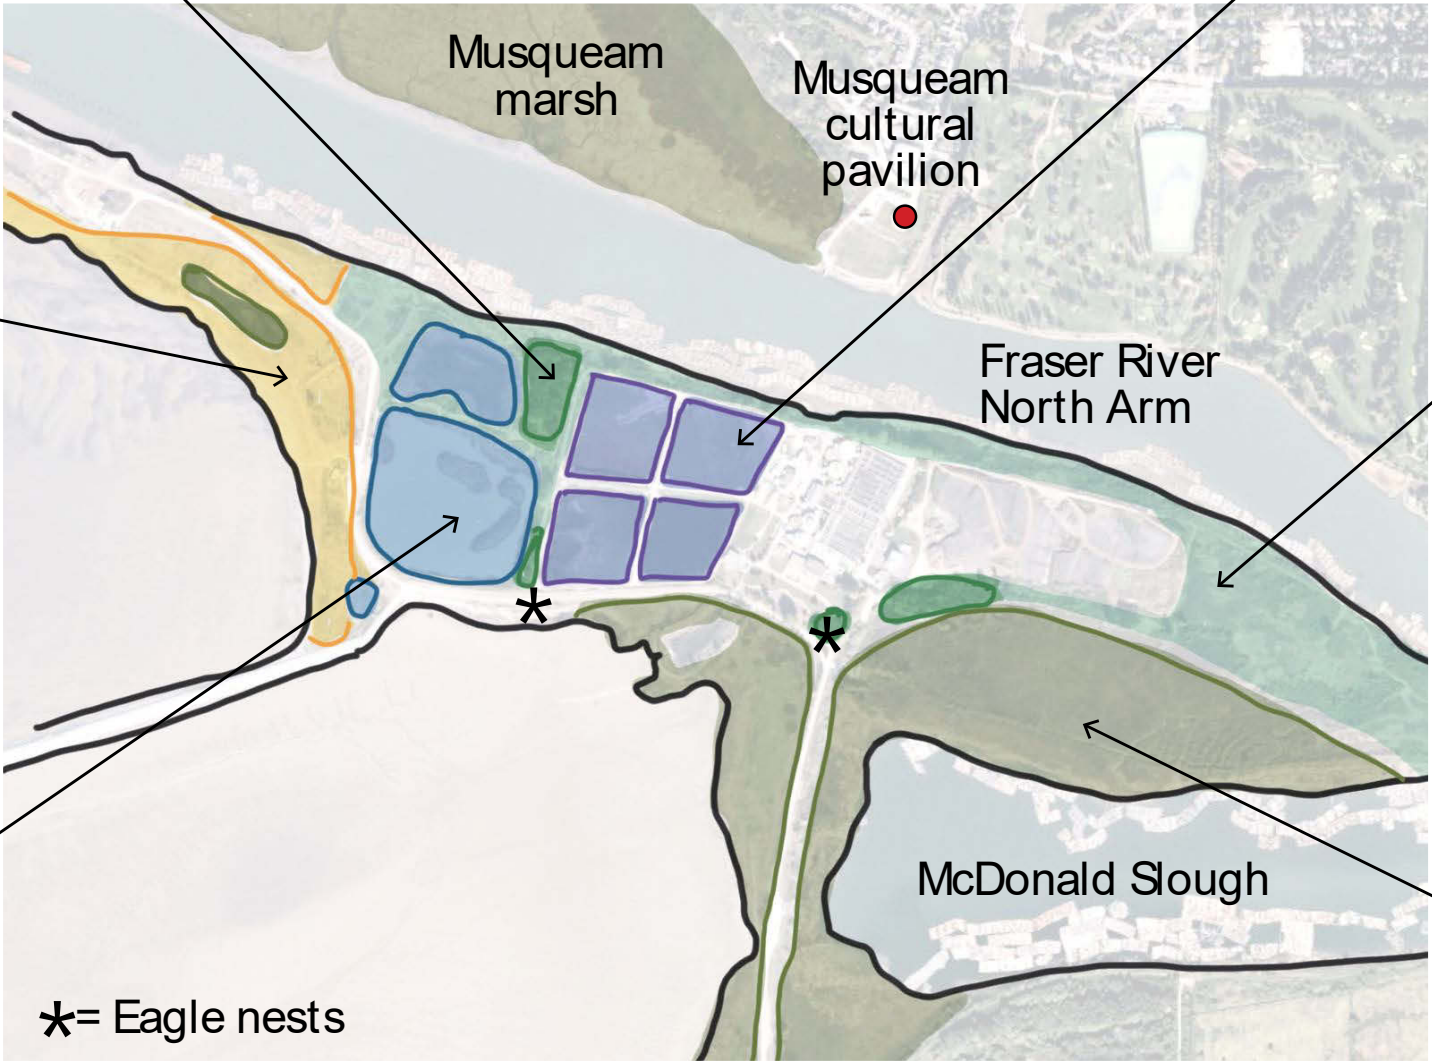 Musqueam
marsh
Musqueam
cultural
pavilion
Fraser River
North Arm
McDonald Slough
*= Eagle nests